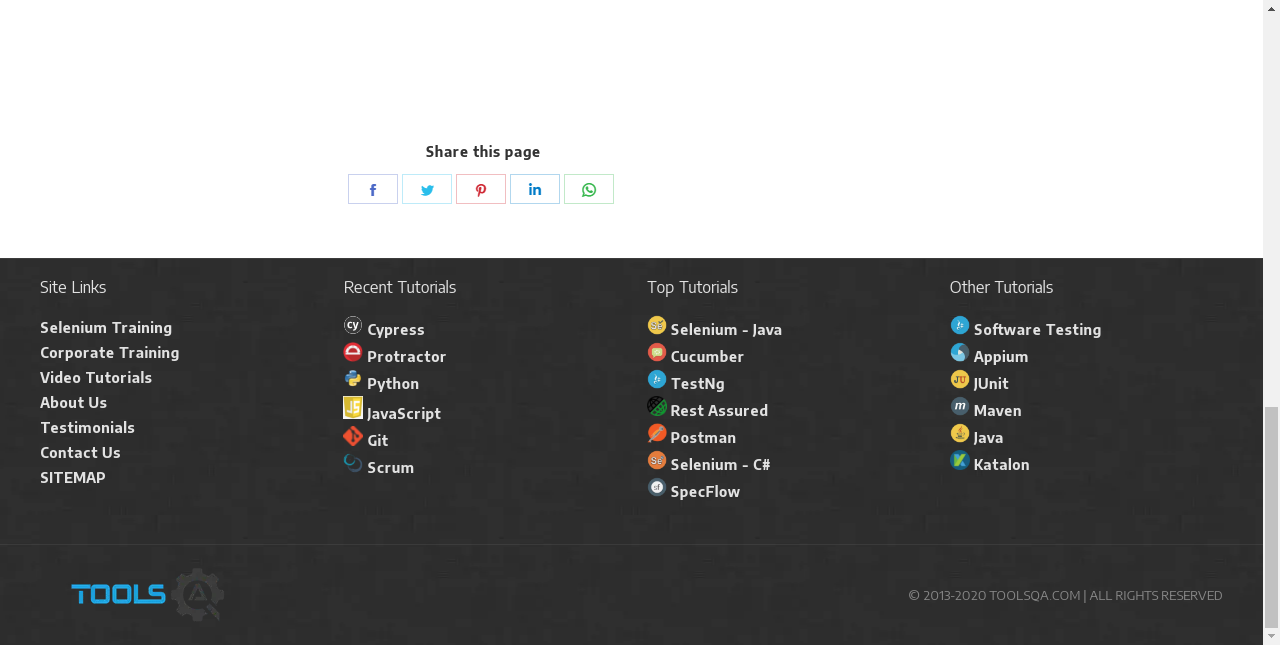 Share this page
Site Links
Selenium Training
Corporate Training
Video Tutorials
About Us
Testimonials
Contact Us
SITEMAP
Recent Tutorials
Cypress
Protractor
Python
JavaScript
Git
Scrum
Top Tutorials
Selenium - Java
Cucumber
TestNg
Rest Assured
Postman
Selenium - C#
SpecFlow
Other Tutorials
Software Testing
Appium
JUnit
Maven
Java
Katalon
TOOLS QA
© 2013-2020 TOOLSQA.COM | ALL RIGHTS RESERVED